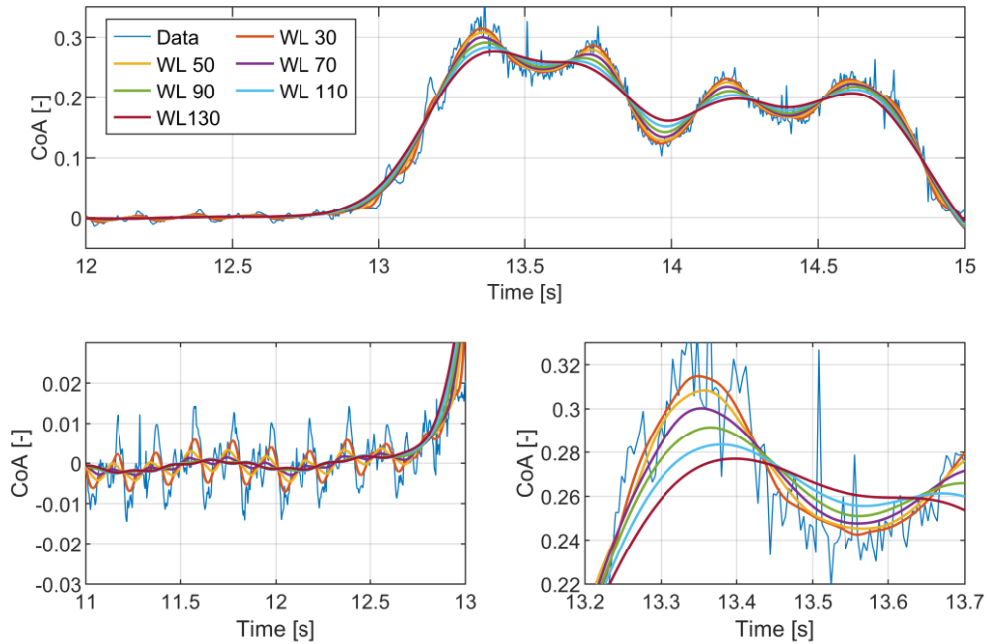 0.3
0.2
0.1
0
CoA [-]
Data
WL 30
WL 50
WL 70
WL 90
WL 110
WL130
12
12.5
13
13.5
14
14.5
15
Time [s]
0.02
0.01
0
-0.01
-0.02
-0.03
CoA [-]
11
11.5
12
12.5
13
Time [s]
0.32
0.3
0.28
0.26
0.24
0.22
CoA [-]
13.2
13.3
13.4
13.5
13.6
13.7
Time [s]